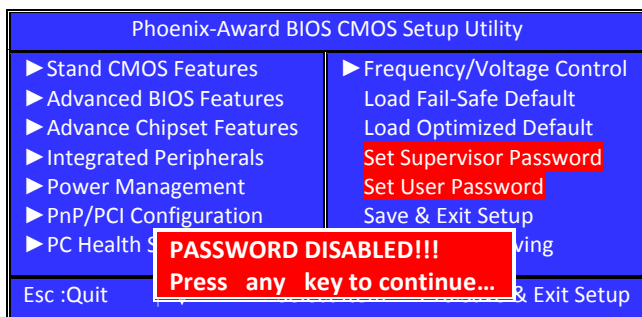 Phoenix-Award BIOS CMOS Setup Utility
►Stand CMOS Features
►Advanced BIOS Features
►Advance Chipset Features
►Integrated Peripherals
►Power Management
►PnP/PCI Configuration
►PC Health
►Frequency/Voltage Control
Load Fail-Safe Default
Load Optimized Default
Set Supervisor Password
Set User Password
Save & Exit Setup
PASSWORD DISABLED!!!
Press any key to continue...
Esc :Quit
& Exit Setup